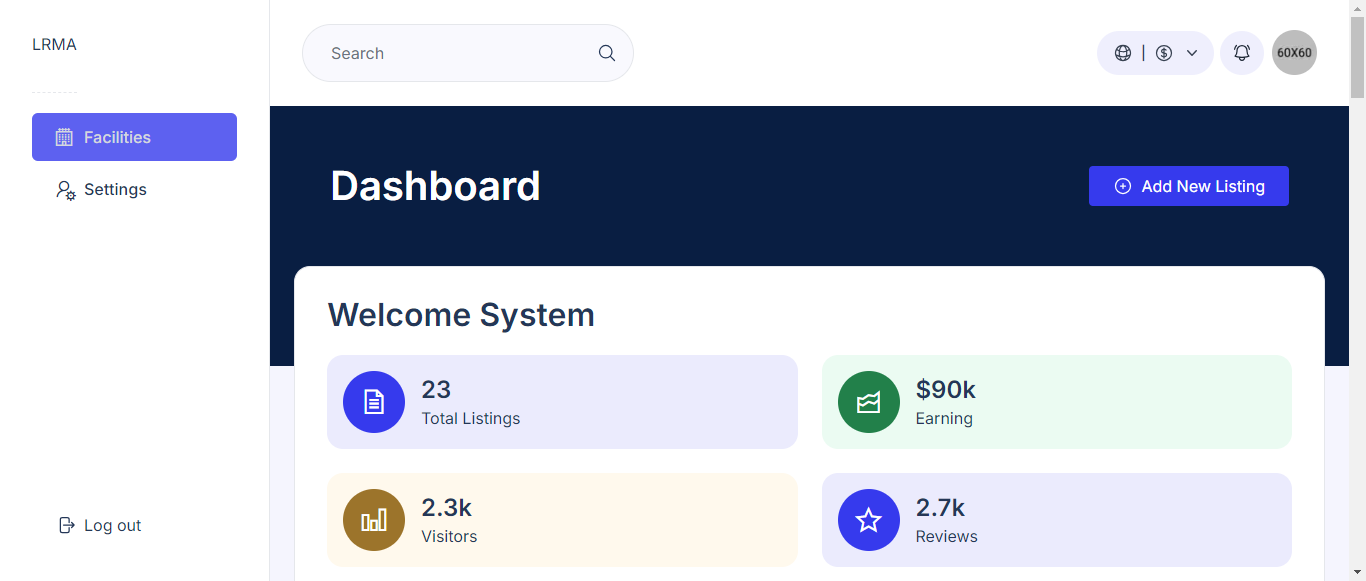 LRMA
Facilities
Settings
Log out
Search
|
$
60X60
Dashboard
Add New Listing
Welcome System
23
Total Listings
$90k
Earning
2.3k
Visitors
2.7k
Reviews